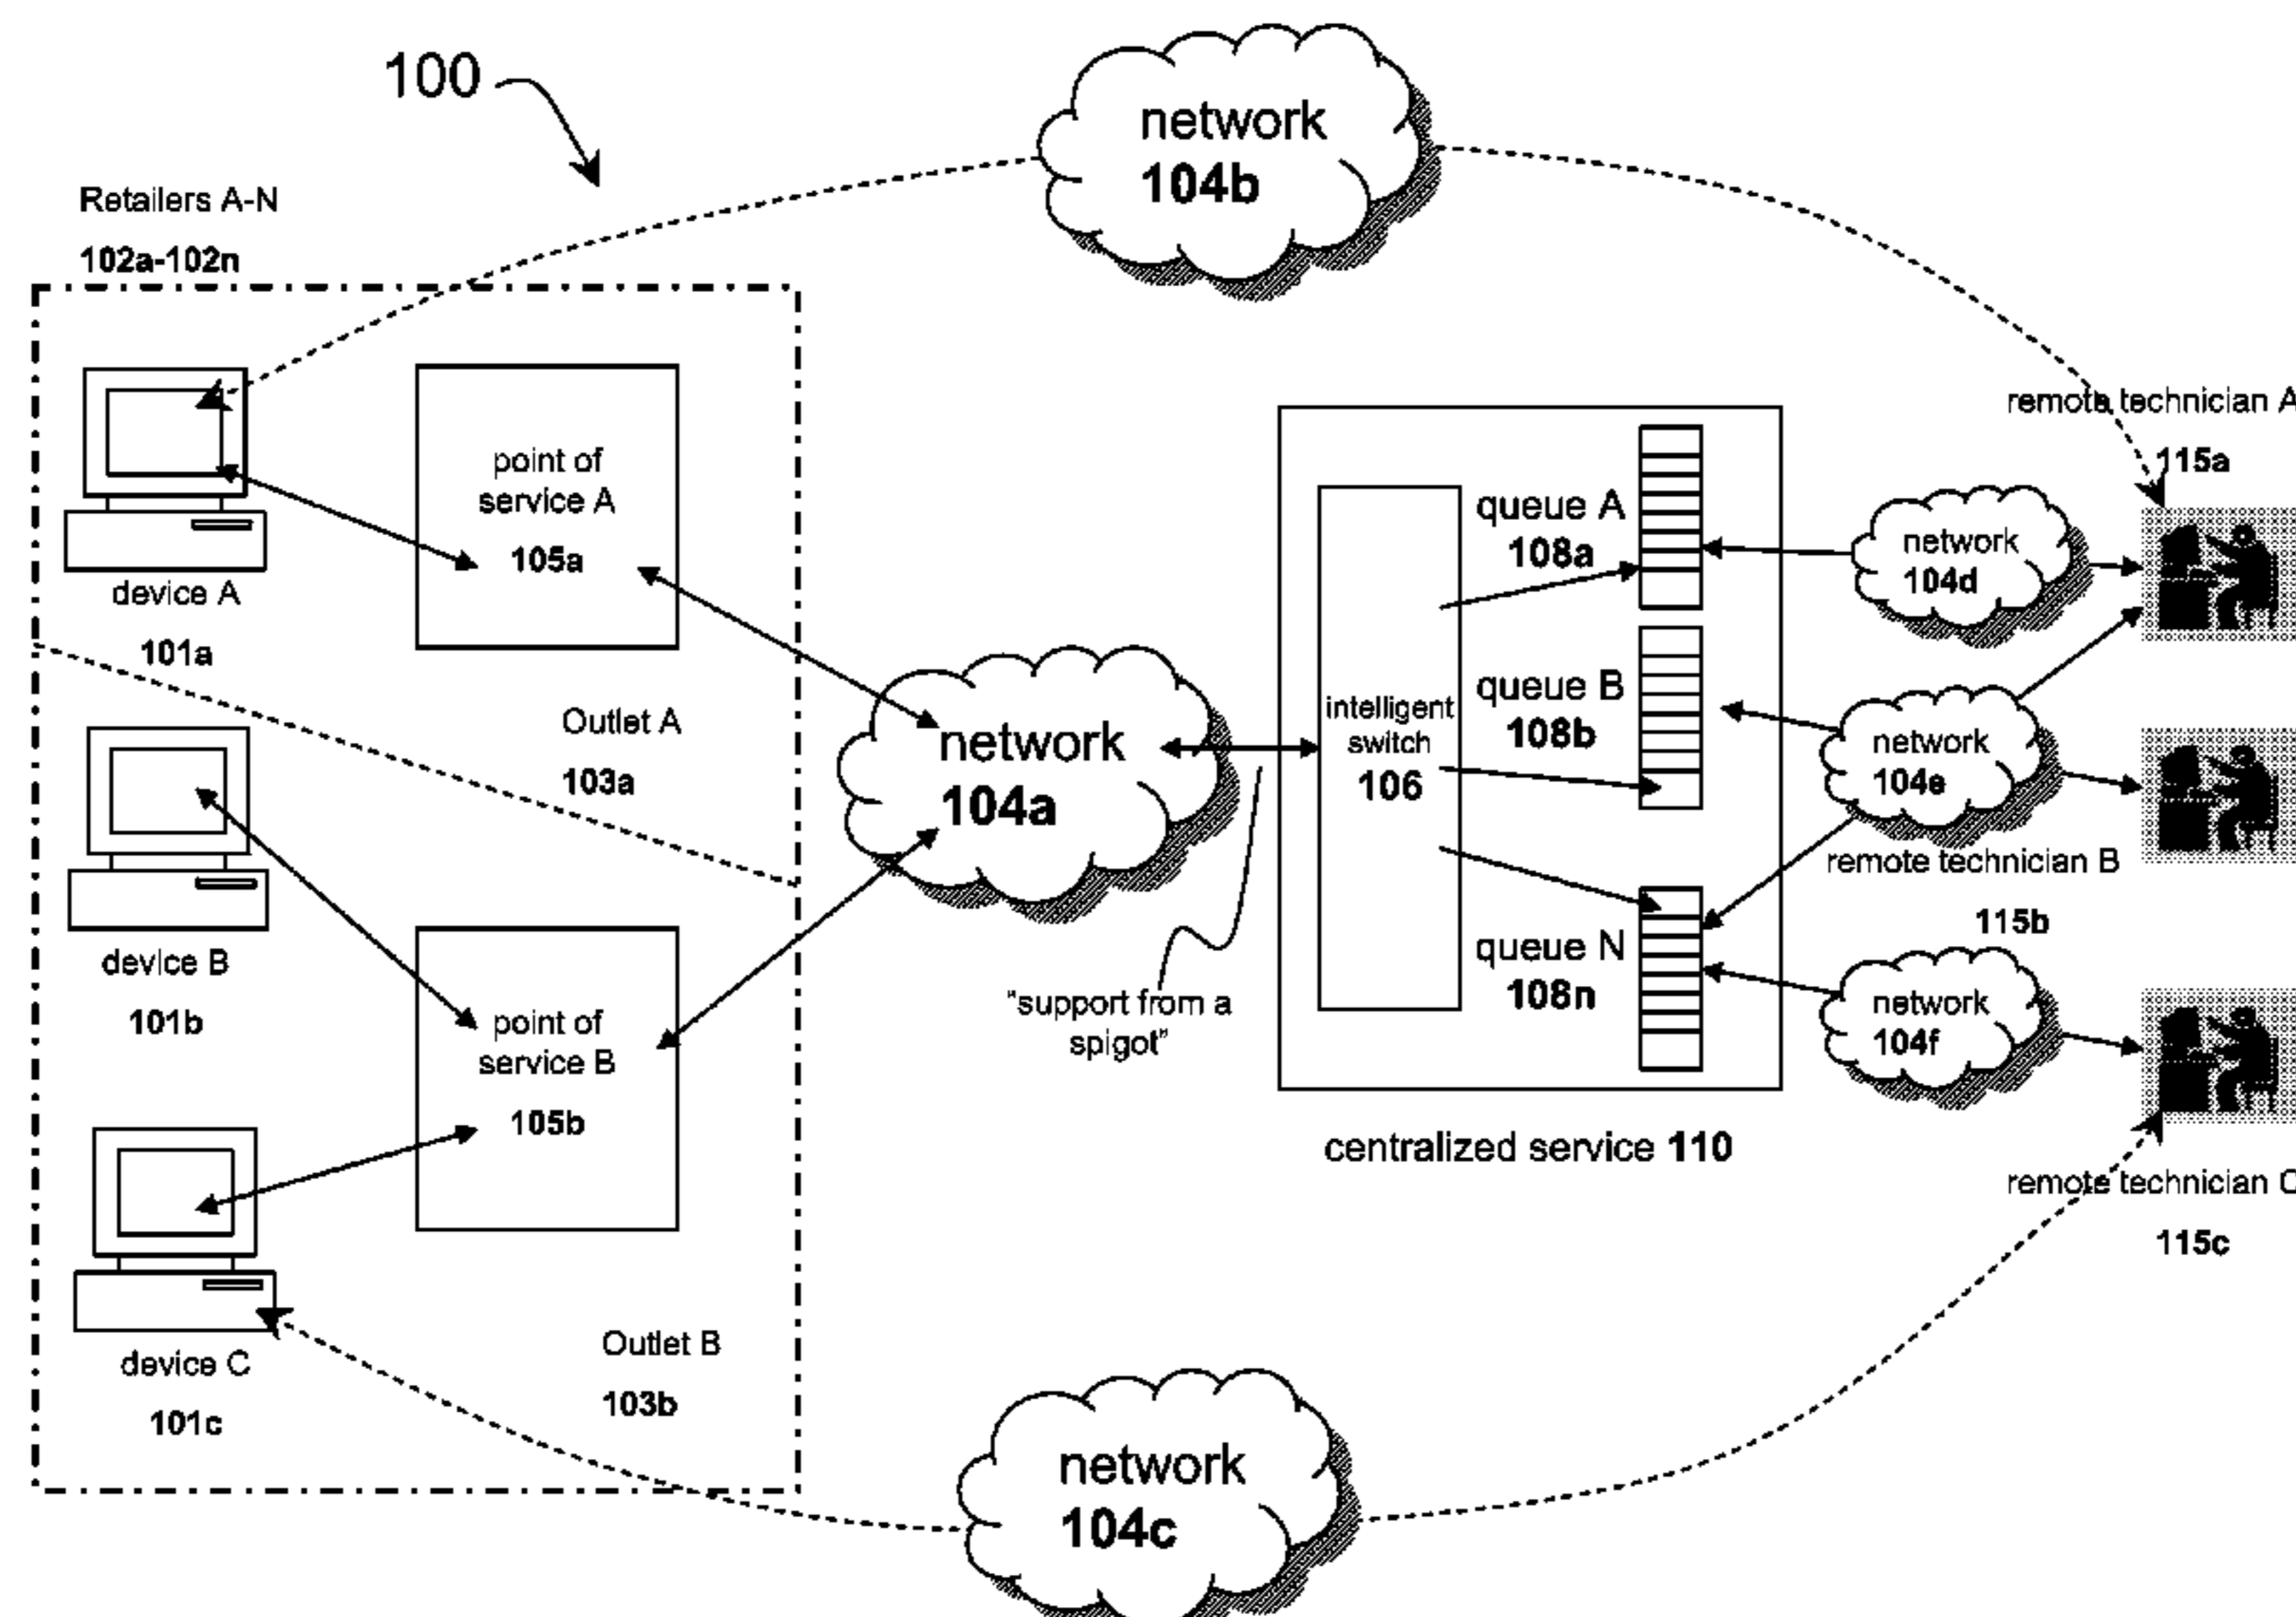 100
network
104b
Retailers A-N
102a-102n
remote technician A
115a
point of
service A
105a
device A
101a
queue A
108a
network
104d
Outlet A
103a
network
104a
intelligent
switch
106
queue B
108b
network
104e
remote technician B
115b
device B
101b
point of
service B
105b
"support from a
spigot"
queue N
108n
network
104f
centralized service 110
remote technician C
115c
device C
101c
Outlet B
103b
network
104c